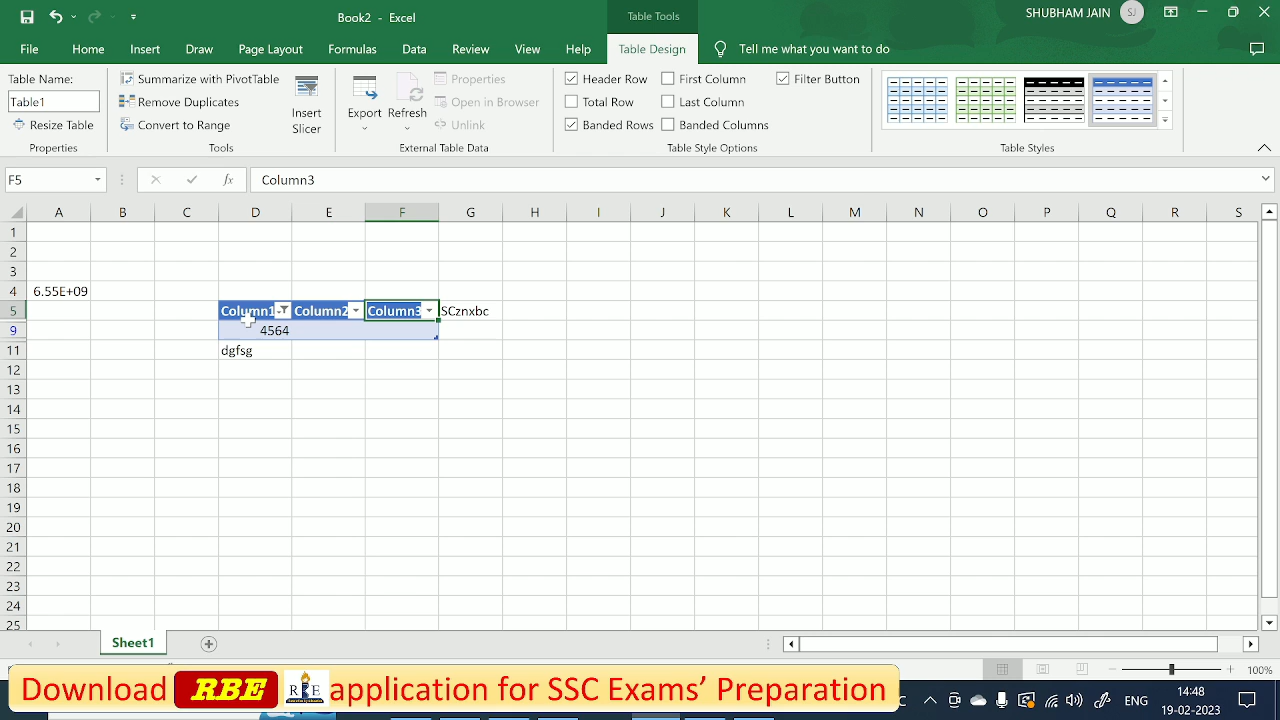 Book2 - Excel
Table Tools
SHUBHAM JAIN SJ
File Home Insert Draw Page Layout Formulas Data Review View Help Table Design Tell me what you want to do
Table Name:
Table1
Resize Table
Properties
Summarize with PivotTable
Remove Duplicates
Convert to Range
Insert
Slicer
Tools
Export
Refresh
Properties
Open in Browser
Unlink
External Table Data
Header Row First Column Filter Button
Total Row Last Column
Banded Rows Banded Columns
Table Style Options
Table Styles
F5 fx Column3
A B C D E F G H I J K L M N O P Q R S
1
2
3
4 6.55E+09
5 Column1 Column2 Column3 SCznxbc
9 4564
11 dgfsg
12
13
14
15
16
17
18
19
20
21
22
23
24
25
Sheet1
100%
Download RBE RBE application for SSC Exams' Preparation
ENG
14:48
19-02-2023